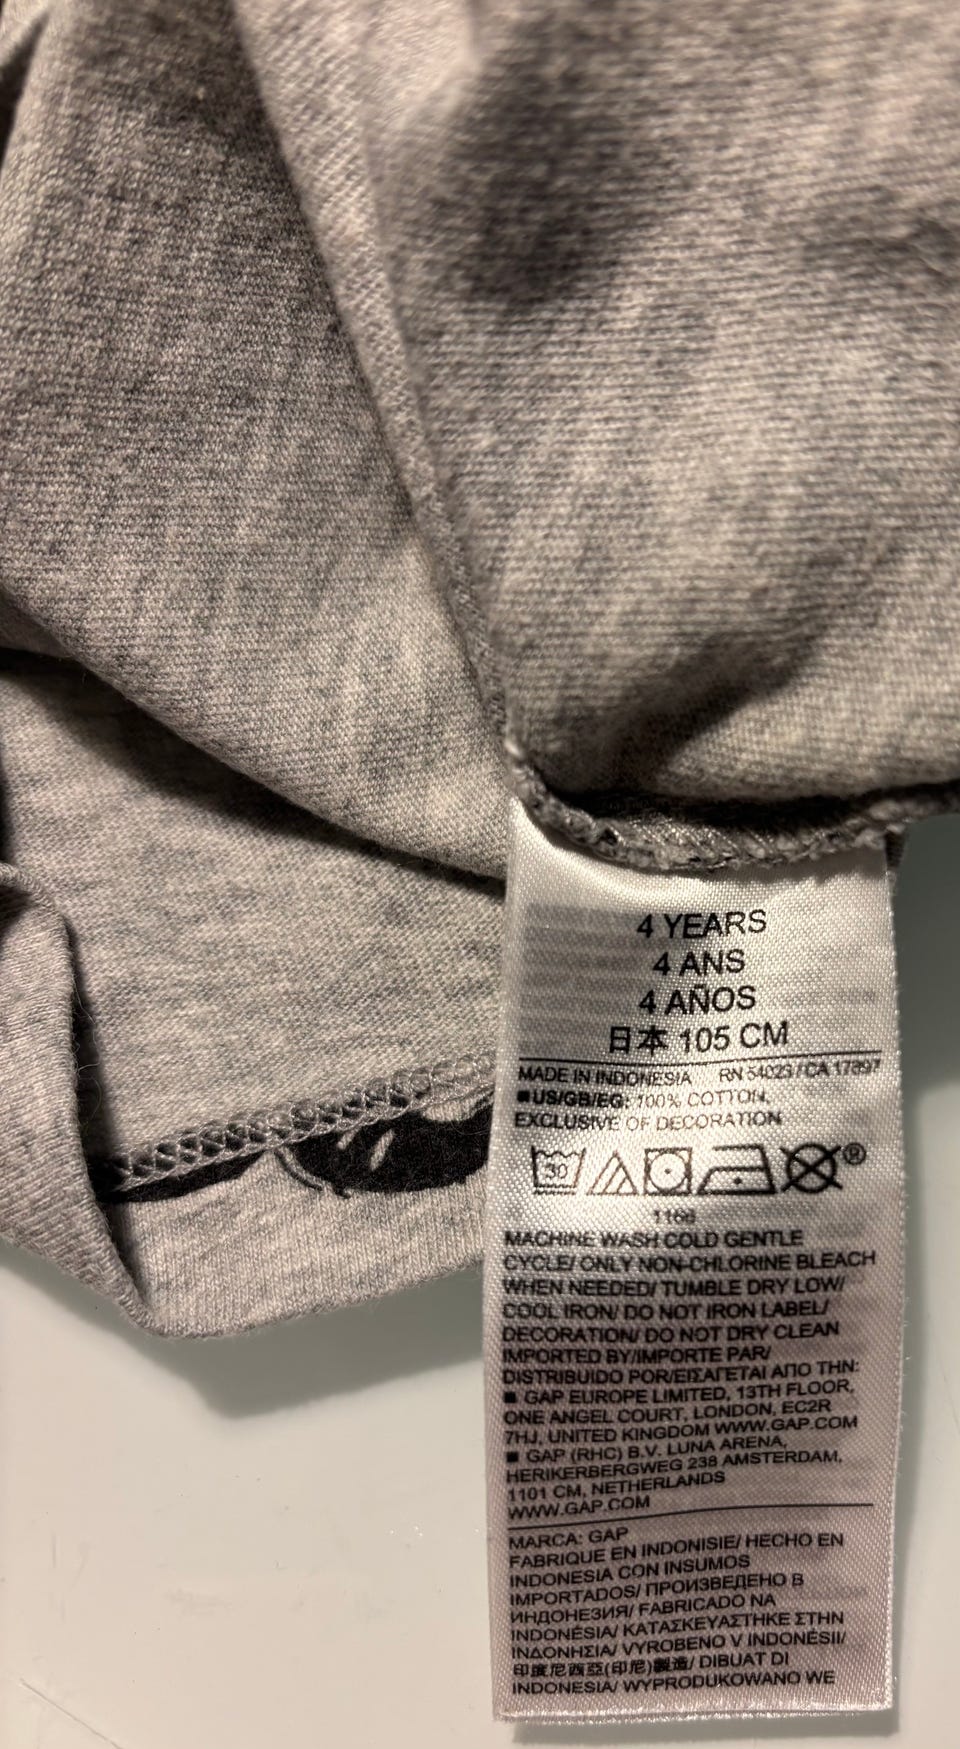 4 YEARS
4 ANS
4 AÑOS
日本 105 CM
MADE IN INDONESIA RN 54023 / CA 17897
■ US/GB/EG: 100% COTTON,
EXCLUSIVE OF DECORATION
30 ®
1166
MACHINE WASH COLD GENTLE
CYCLE/ ONLY NON-CHLORINE BLEACH
WHEN NEEDED/ TUMBLE DRY LOW/
COOL IRON/ DO NOT IRON LABEL/
DECORATION/ DO NOT DRY CLEAN
IMPORTED BY/IMPORTE PAR/
DISTRIBUIDO POR/ΕΙΣΑΓΕΤΑΙ ΑΠΟ ΤΗΝ:
■ GAP EUROPE LIMITED, 13TH FLOOR,
ONE ANGEL COURT, LONDON, EC2R
7HJ, UNITED KINGDOM WWW.GAP.COM
■ GAP (RHC) B.V. LUNA ARENA,
HERIKERBERGWEG 238 AMSTERDAM,
1101 CM, NETHERLANDS
WWW.GAP.COM
MARCA: GAP
FABRIQUE EN INDONISIE/ HECHO EN
INDONESIA CON INSUMOS
IMPORTADOS/ ПРОИЗВЕДЕНО В
ИНДОНЕЗИЯ/ FABRICADO NA
INDONÉSIA/ ΚΑΤΑΣΚΕΥΑΣΤΗΚΕ ΣΤΗΝ
ΙΝΔΟΝΗΣΙΑ/ VYROBENO V INDONÉSII/
印度尼西亞(印尼)製造/ DIBUAT DI
INDONESIA/ WYPRODUKOWANO WE